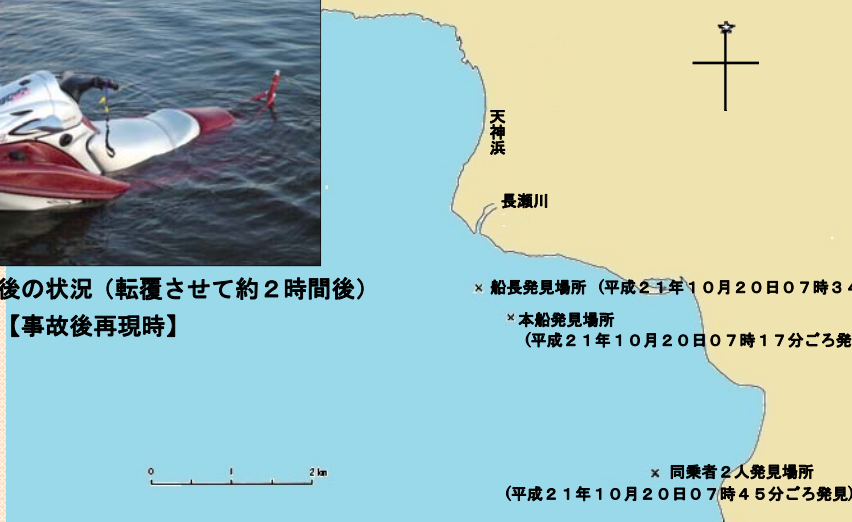 天神浜
長瀬川
後の状況（転覆させて約２時間後）
【事故後再現時】
船長発見場所（平成２１年１０月２０日０７時３４
本船発見場所
（平成２１年１０月２０日０７時１７分ごろ発
0 1 2 km
同乗者２人発見場所
（平成２１年１０月２０日０７時４５分ごろ発見）